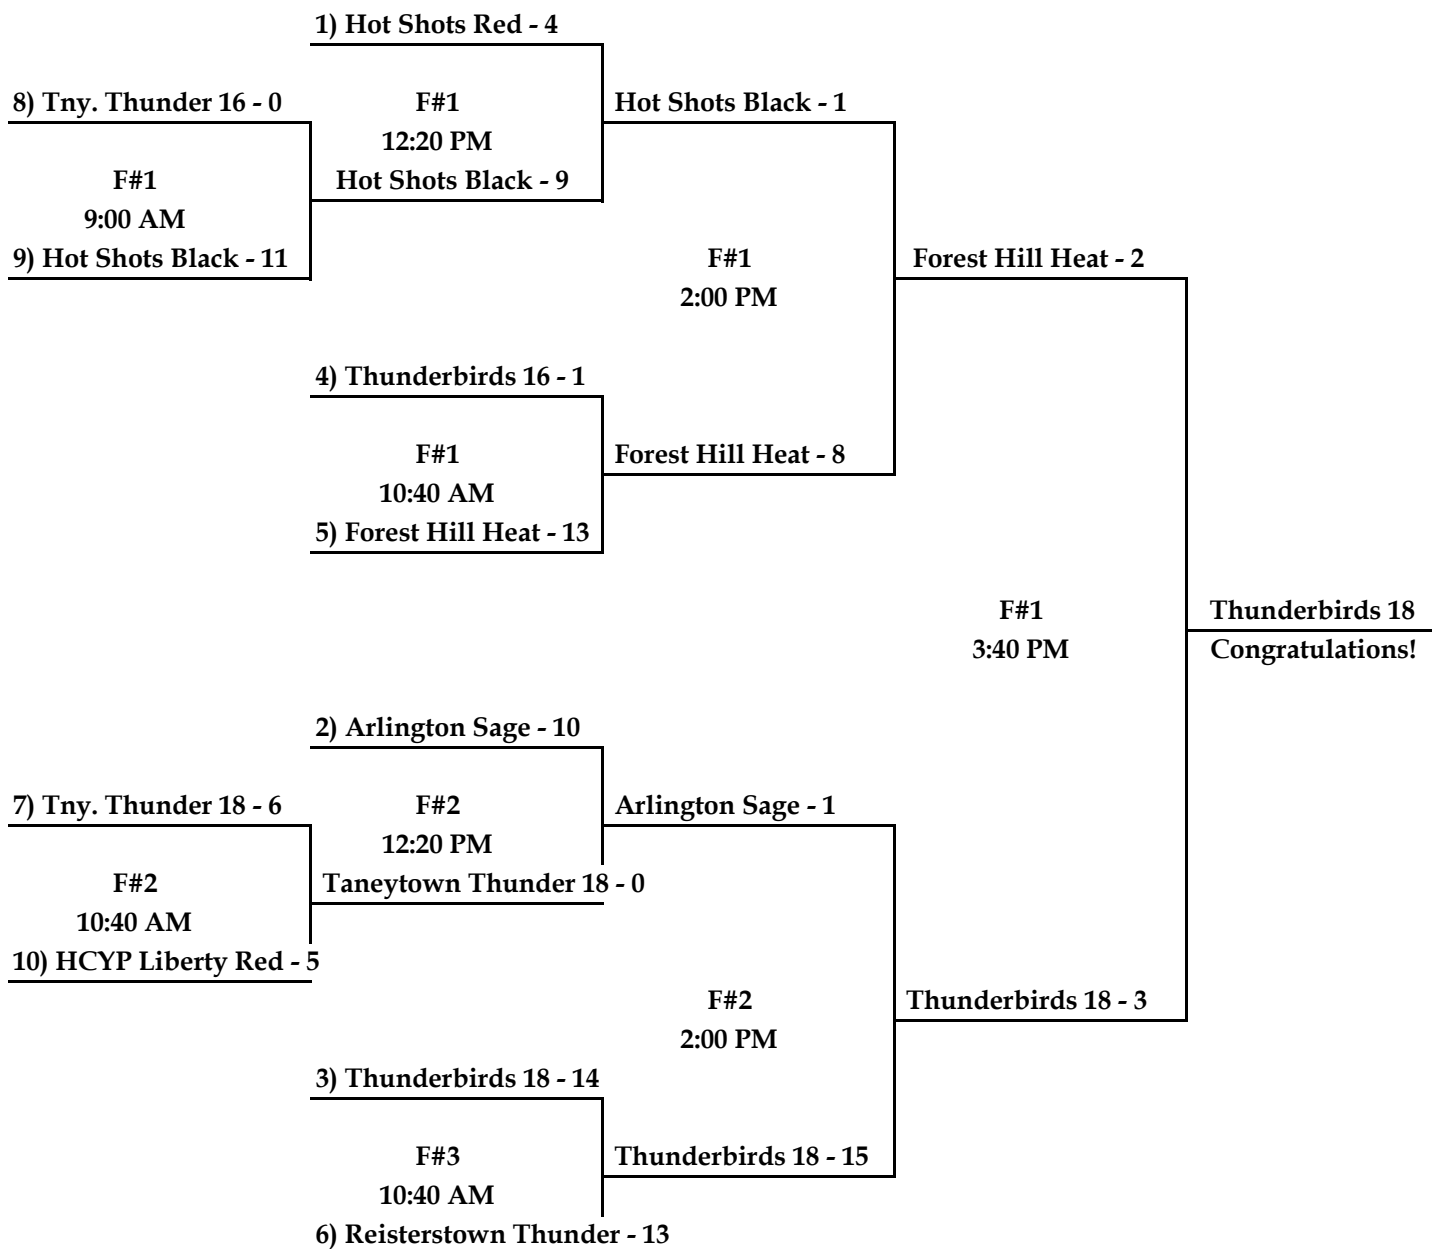 1) Hot Shots Red - 4
8) Tny. Thunder 16 - 0
F#1
Hot Shots Black - 1
12:20 PM
F#1
Hot Shots Black - 9
9:00 AM
9) Hot Shots Black - 11
F#1
Forest Hill Heat - 2
2:00 PM
4) Thunderbirds 16 - 1
F#1
Forest Hill Heat - 8
10:40 AM
5) Forest Hill Heat - 13
F#1
Thunderbirds 18
3:40 PM
Congratulations!
2) Arlington Sage - 10
7) Tny. Thunder 18 - 6
F#2
Arlington Sage - 1
12:20 PM
F#2
Taneytown Thunder 18 - 0
10:40 AM
10) HCYP Liberty Red - 5
F#2
Thunderbirds 18 - 3
2:00 PM
3) Thunderbirds 18 - 14
F#3
Thunderbirds 18 - 15
10:40 AM
6) Reisterstown Thunder - 13